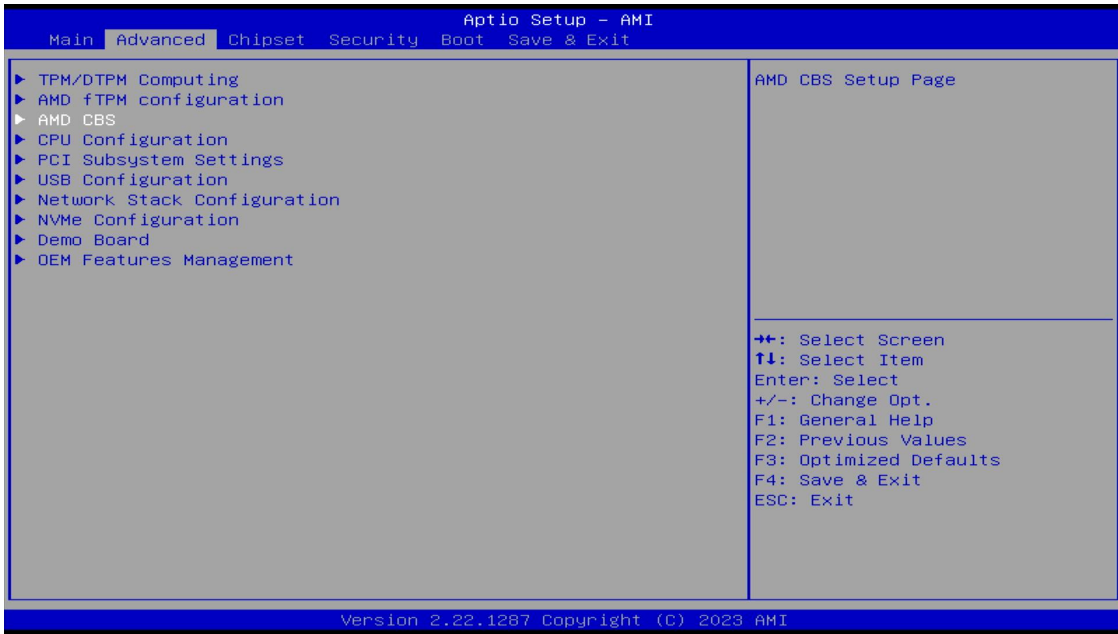 Aptio Setup – AMI
Main Advanced Chipset Security Boot Save & Exit
▶ TPM/DTPM Computing
▶ AMD fTPM configuration
▶ AMD CBS
▶ CPU Configuration
▶ PCI Subsystem Settings
▶ USB Configuration
▶ Network Stack Configuration
▶ NVMe Configuration
▶ Demo Board
▶ OEM Features Management
AMD CBS Setup Page
→←: Select Screen
↑↓: Select Item
Enter: Select
+/-: Change Opt.
F1: General Help
F2: Previous Values
F3: Optimized Defaults
F4: Save & Exit
ESC: Exit
Version 2.22.1287 Copyright (C) 2023 AMI